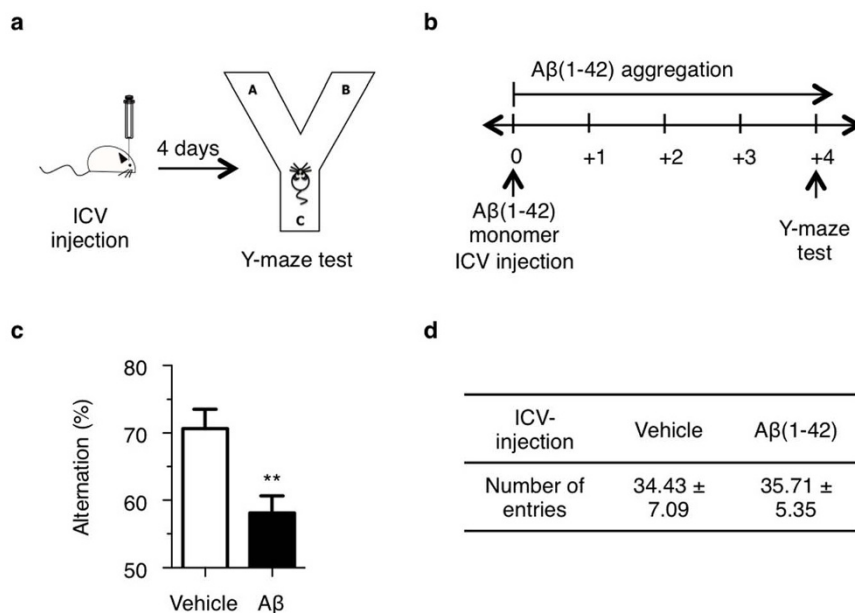 a
4 days
ICV
injection
A
B
C
Y-maze test
b
Aβ(1-42) aggregation
0
+1
+2
+3
+4
Aβ(1-42)
monomer
ICV injection
Y-maze
test
c
Alternation (%)
80
70
60
50
**
Vehicle
Aβ
d
ICV-
injection
Vehicle
Aβ(1-42)
Number of
entries
34.43 ±
7.09
35.71 ±
5.35